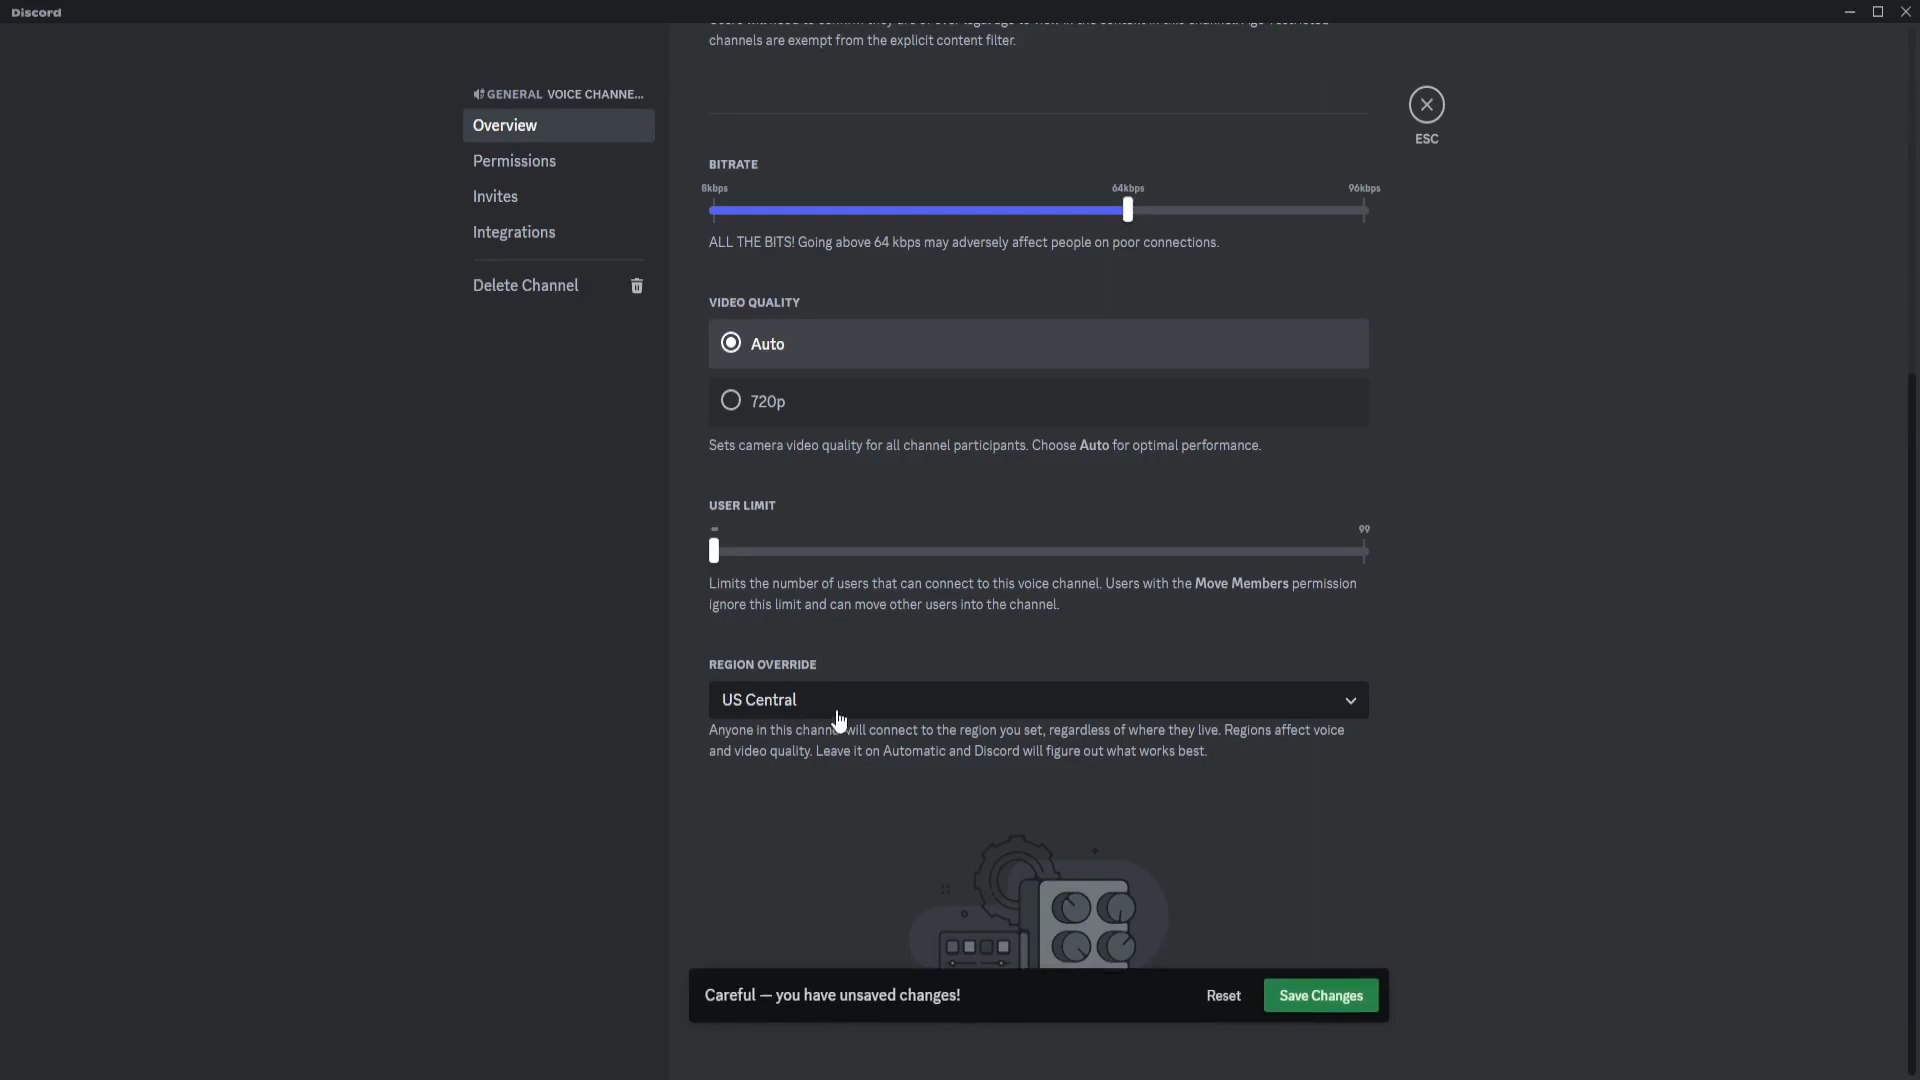 Discord
channels are exempt from the explicit content filter.
GENERAL VOICE CHANNE...
Overview
Permissions
Invites
Integrations
Delete Channel
ESC
BITRATE
8kbps 64kbps 96kbps
ALL THE BITS! Going above 64 kbps may adversely affect people on poor connections.
VIDEO QUALITY
Auto
720p
Sets camera video quality for all channel participants. Choose Auto for optimal performance.
USER LIMIT
∞ 99
Limits the number of users that can connect to this voice channel. Users with the Move Members permission
ignore this limit and can move other users into the channel.
REGION OVERRIDE
US Central
Anyone in this channel will connect to the region you set, regardless of where they live. Regions affect voice
and video quality. Leave it on Automatic and Discord will figure out what works best.
Careful — you have unsaved changes!
Reset
Save Changes